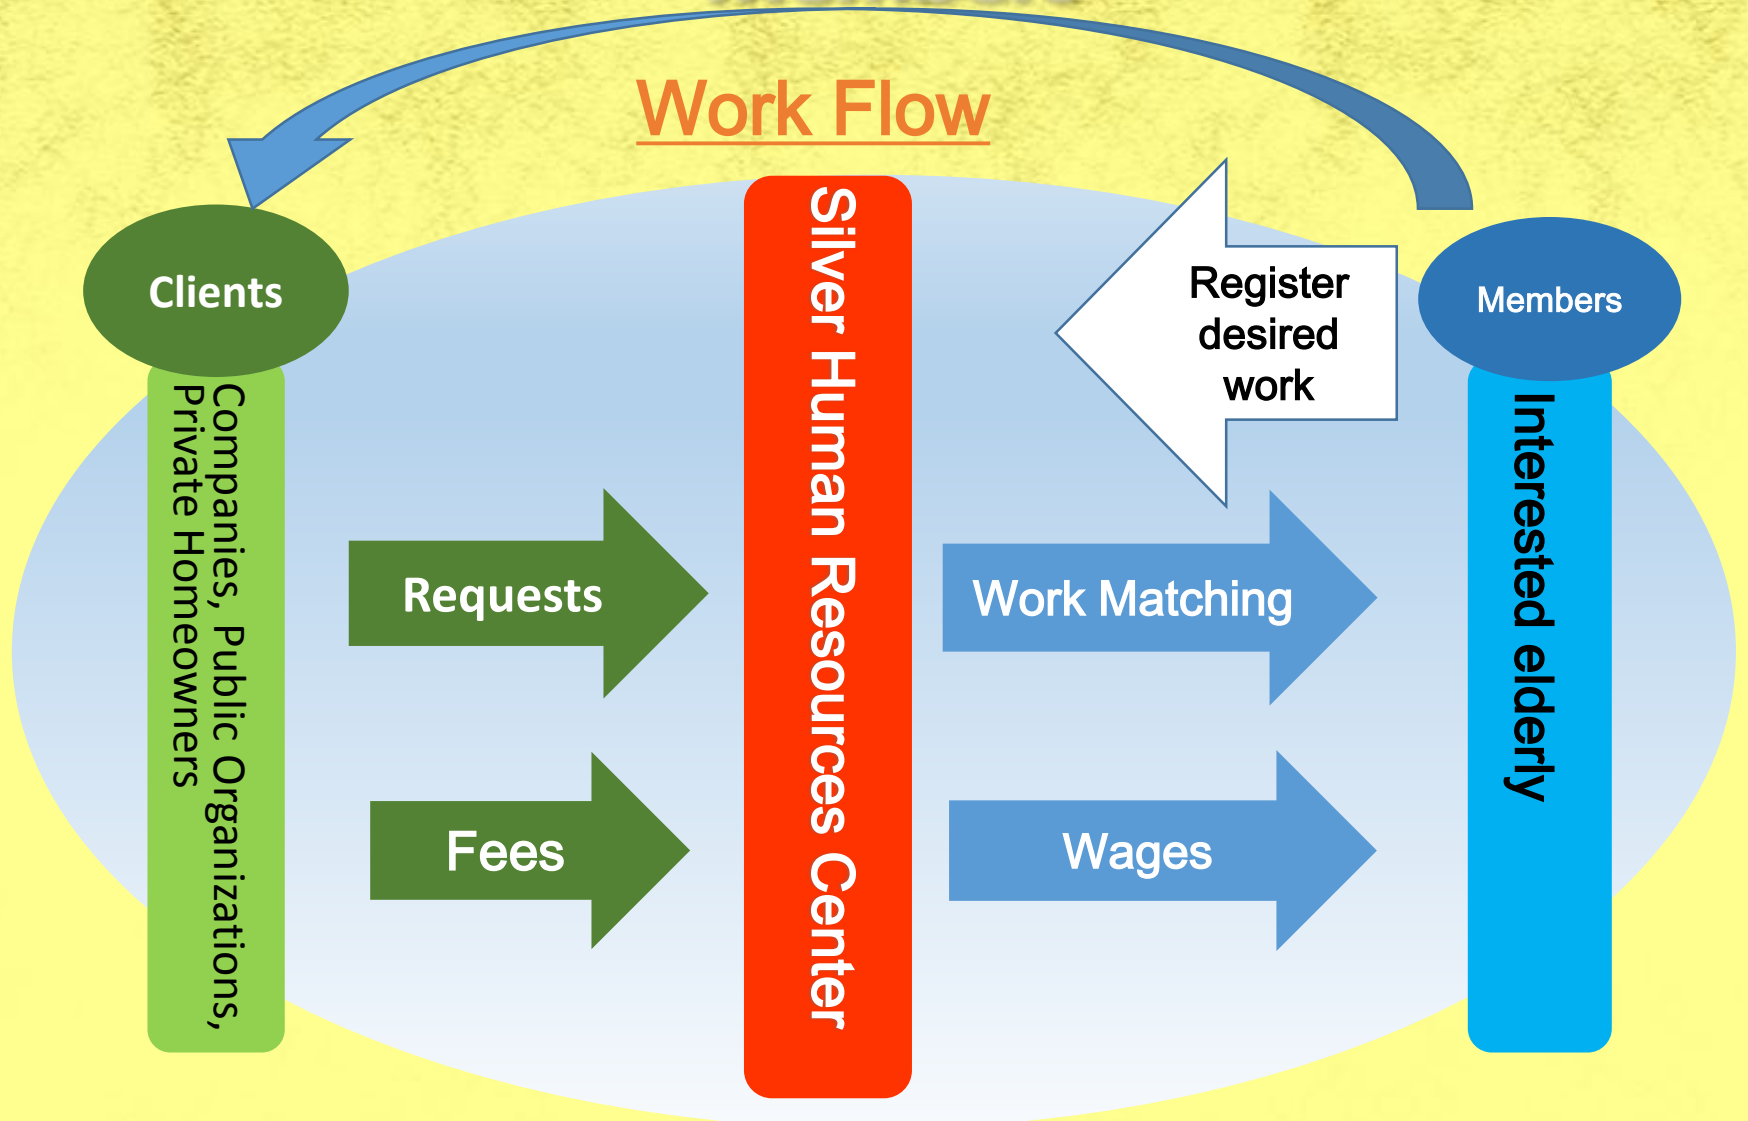 Work Flow
Clients
Companies, Public Organizations,
Private Homeowners
Requests
Fees
Silver Human Resources Center
Register
desired
work
Work Matching
Wages
Members
Interested elderly